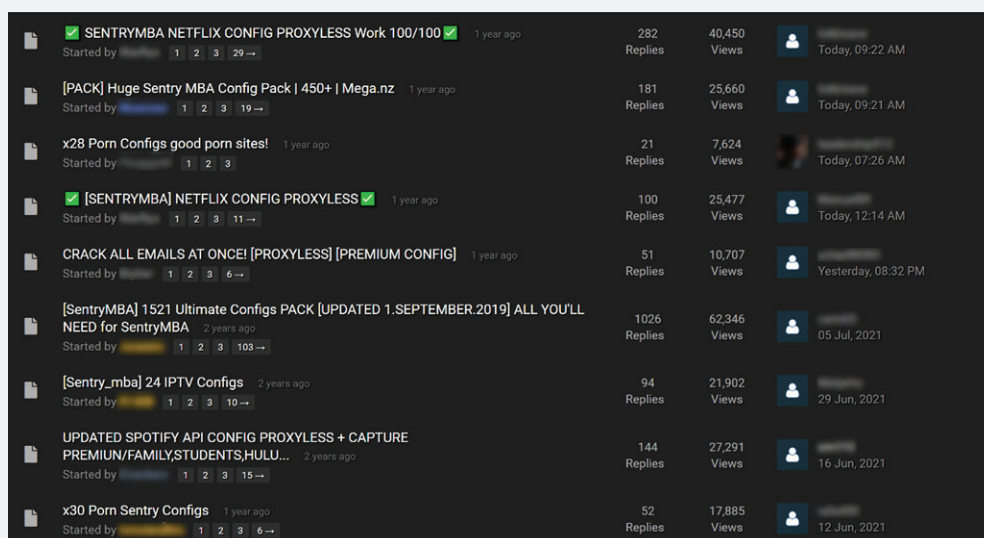 ✅ SENTRYMBA NETFLIX CONFIG PROXYLESS Work 100/100 ✅ 1 year ago
Started by 1 2 3 29→
282 Replies
40,450 Views
Today, 09:22 AM
[PACK] Huge Sentry MBA Config Pack | 450+ | Mega.nz 1 year ago
Started by 1 2 3 19→
181 Replies
25,660 Views
Today, 09:21 AM
x28 Porn Configs good porn sites! 1 year ago
Started by 1 2 3
21 Replies
7,624 Views
Today, 07:26 AM
✅ [SENTRYMBA] NETFLIX CONFIG PROXYLESS ✅ 1 year ago
Started by 1 2 3 11→
100 Replies
25,477 Views
Today, 12:14 AM
CRACK ALL EMAILS AT ONCE! [PROXYLESS] [PREMIUM CONFIG] 1 year ago
Started by 1 2 3 6→
51 Replies
10,707 Views
Yesterday, 08:32 PM
[SentryMBA] 1521 Ultimate Configs PACK [UPDATED 1.SEPTEMBER.2019] ALL YOU'LL
NEED for SentryMBA 2 years ago
Started by 1 2 3 103→
1026 Replies
62,346 Views
05 Jul, 2021
[Sentry_mba] 24 IPTV Configs 2 years ago
Started by 1 2 3 10→
94 Replies
21,902 Views
29 Jun, 2021
UPDATED SPOTIFY API CONFIG PROXYLESS + CAPTURE
PREMIUN/FAMILY,STUDENTS,HULU... 2 years ago
Started by 1 2 3 15→
144 Replies
27,291 Views
16 Jun, 2021
x30 Porn Sentry Configs 1 year ago
Started by 1 2 3 6→
52 Replies
17,885 Views
12 Jun, 2021